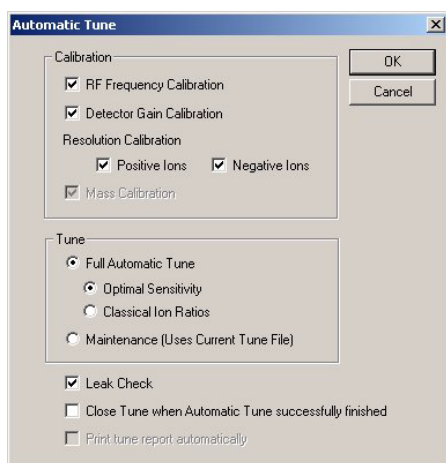 Automatic Tune
Calibration
OK
RF Frequency Calibration
Cancel
Detector Gain Calibration
Resolution Calibration
Positive Ions Negative Ions
Mass Calibration
Tune
Full Automatic Tune
Optimal Sensitivity
Classical Ion Ratios
Maintenance (Uses Current Tune File)
Leak Check
Close Tune when Automatic Tune successfully finished
Print tune report automatically